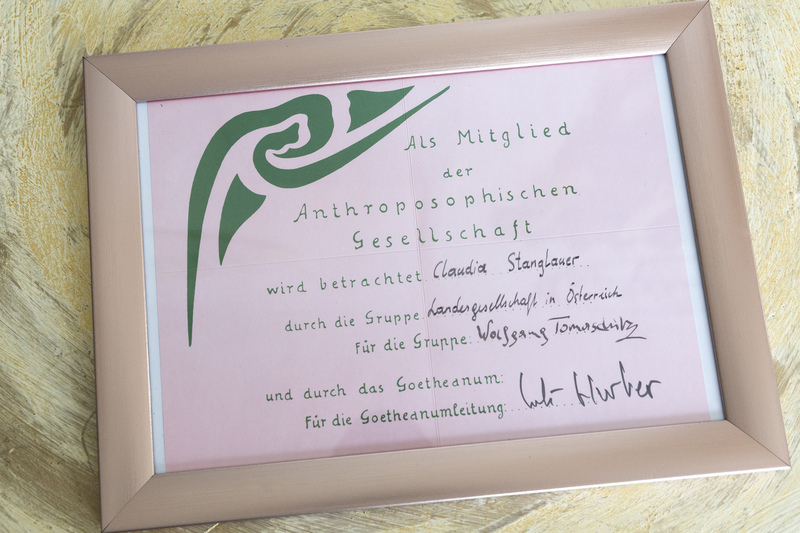 Als Mitglied
der
Anthroposophischen
Gesellschaft
wird betrachtet Claudia Stanglauer
durch die Gruppe: Landesgesellschaft in Österreich
Für die Gruppe: Wolfgang Tomaschitz
und durch das Goetheanum:
Für die Goetheanumleitung: